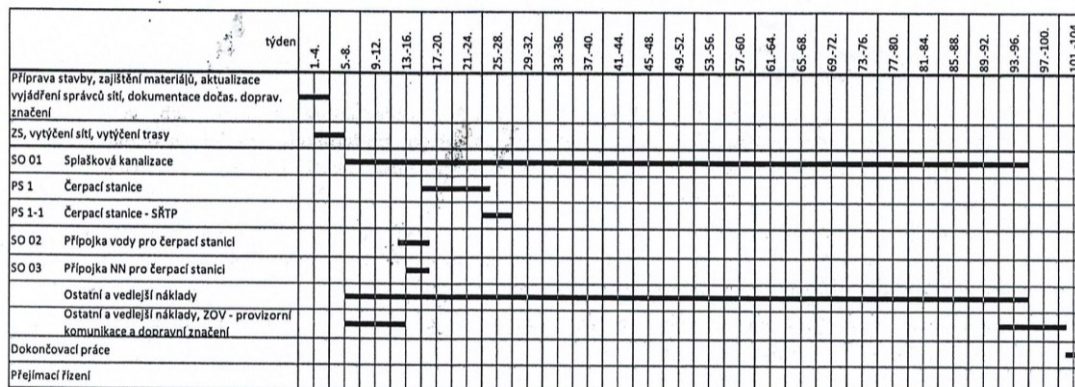 týden
1.-4.
5.-8.
9.-12.
13.-16.
17.-20.
21.-24.
25.-28.
29.-32.
33.-36.
37.-40.
41.-44.
45.-48.
49.-52.
53.-56.
57.-60.
61.-64.
65.-68.
69.-72.
73.-76.
77.-80.
81.-84.
85.-88.
89.-92.
93.-96.
97.-100.
101.-104.
Příprava stavby, zajištění materiálů, aktualizace
vyjádření správců sítí, dokumentace dočas. doprav.
značení
ZS, vytýčení sítí, vytýčení trasy
SO 01 Splašková kanalizace
PS 1 Čerpací stanice
PS 1-1 Čerpací stanice - SŘTP
SO 02 Přípojka vody pro čerpací stanici
SO 03 Přípojka NN pro čerpací stanici
Ostatní a vedlejší náklady
Ostatní a vedlejší náklady, ZOV - provizorní
komunikace a dopravní značení
Dokončovací práce
Přejímací řízení